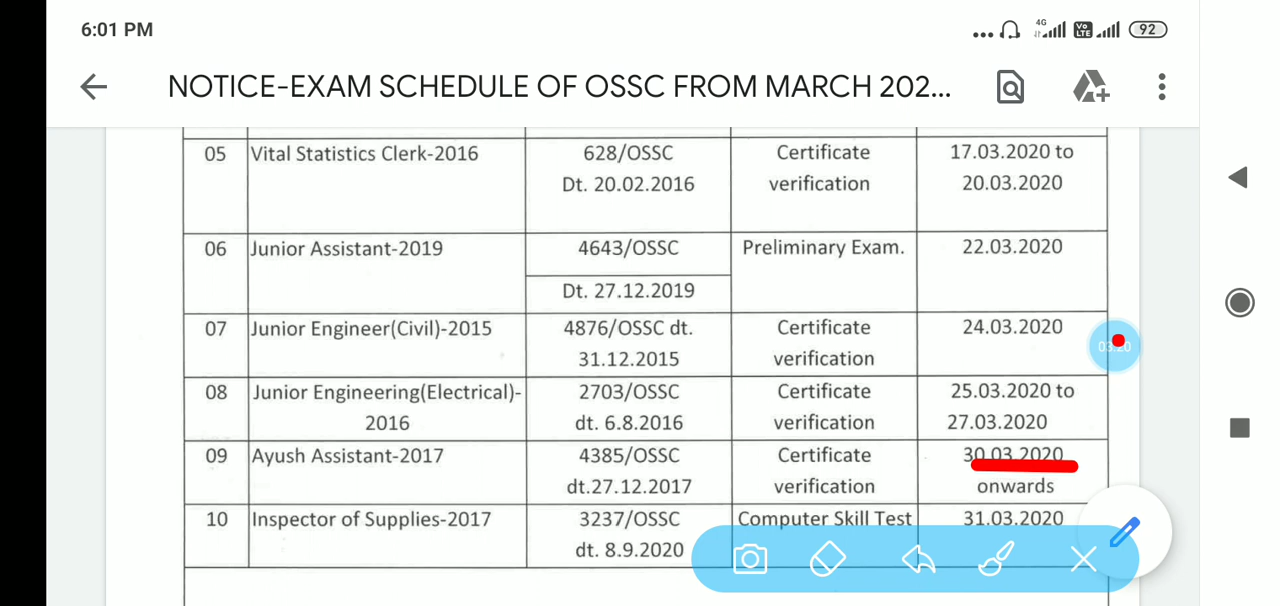 6:01 PM
4G
Vo LTE
92
NOTICE-EXAM SCHEDULE OF OSSC FROM MARCH 202...
05 Vital Statistics Clerk-2016 628/OSSC Certificate 17.03.2020 to
Dt. 20.02.2016 verification 20.03.2020
06 Junior Assistant-2019 4643/OSSC Preliminary Exam. 22.03.2020
Dt. 27.12.2019
07 Junior Engineer(Civil)-2015 4876/OSSC dt. Certificate 24.03.2020
31.12.2015 verification
03:20
08 Junior Engineering(Electrical)- 2703/OSSC Certificate 25.03.2020 to
2016 dt. 6.8.2016 verification 27.03.2020
09 Ayush Assistant-2017 4385/OSSC Certificate 30.03.2020
dt.27.12.2017 verification onwards
10 Inspector of Supplies-2017 3237/OSSC Computer Skill Test 31.03.2020
dt. 8.9.2020